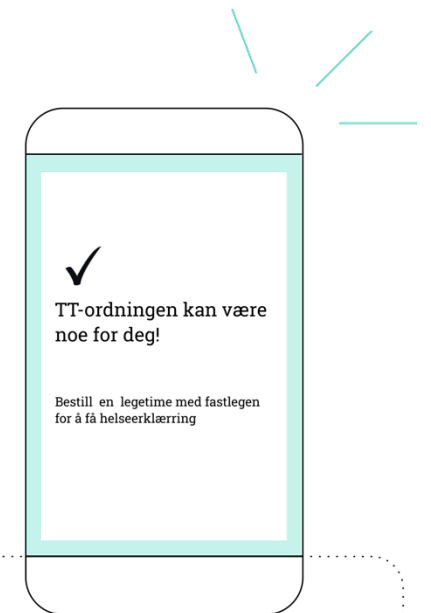 TT-ordningen kan være
noe for deg!
Bestill en legetime med fastlegen
for å få helseerklærring